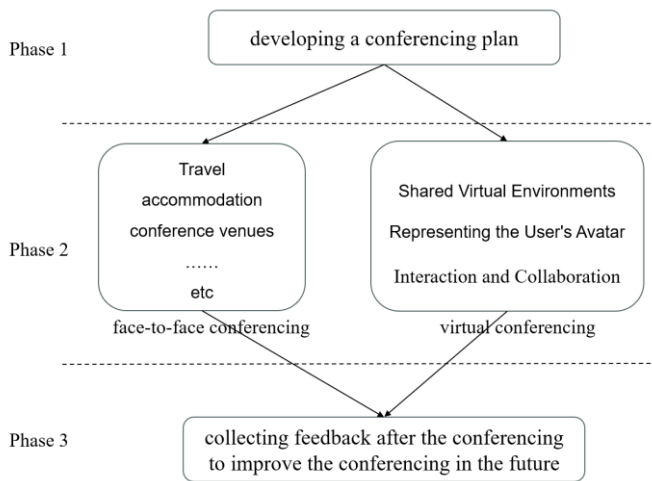 Phase 1
developing a conferencing plan
Phase 2
Travel
accommodation
conference venues
......
etc
face-to-face conferencing
Shared Virtual Environments
Representing the User's Avatar
Interaction and Collaboration
virtual conferencing
Phase 3
collecting feedback after the conferencing
to improve the conferencing in the future